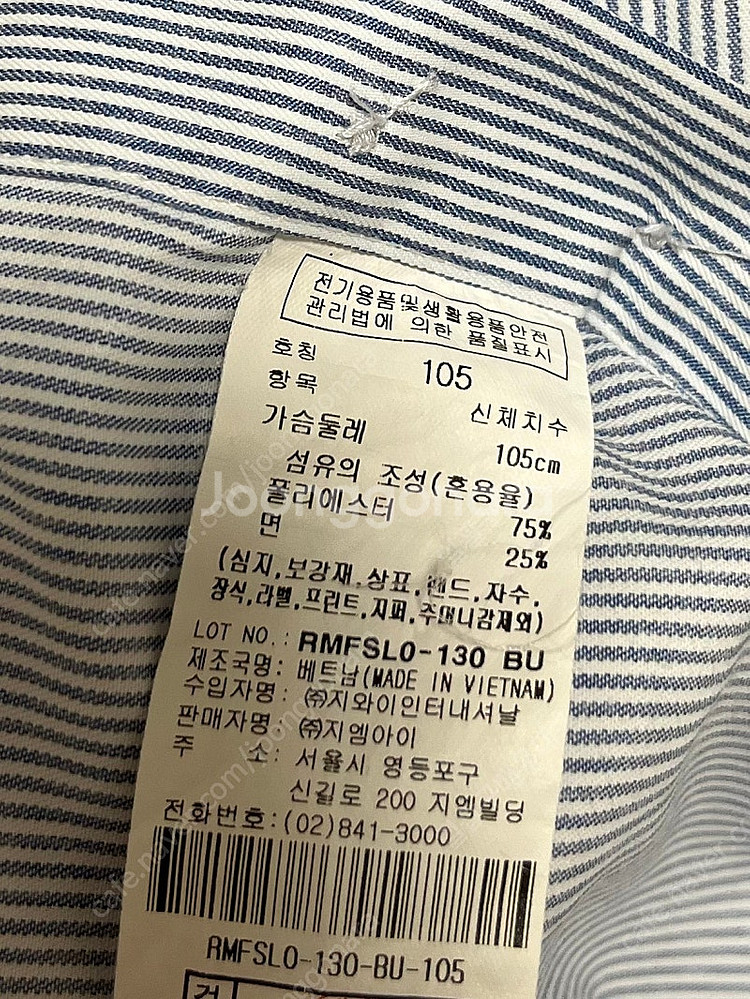 전기용품및생활용품안전
관리법에 의한 품질표시
호칭 105
항목 신체치수
가슴둘레 105cm
섬유의 조성(혼용율)
폴리에스터 75%
면 25%
(심지,보강재,상표,밴드,자수,
장식,라벨,프린트,지퍼,주머니감제외)
LOT NO.: RMFSL0-130 BU
제조국명: 베트남(MADE IN VIETNAM)
수입자명: ㈜지와이인터내셔날
판매자명: ㈜지엠아이
주 소: 서울시 영등포구
신길로 200 지엠빌딩
전화번호:(02)841-3000
RMFSL0-130-BU-105
Joonggonara